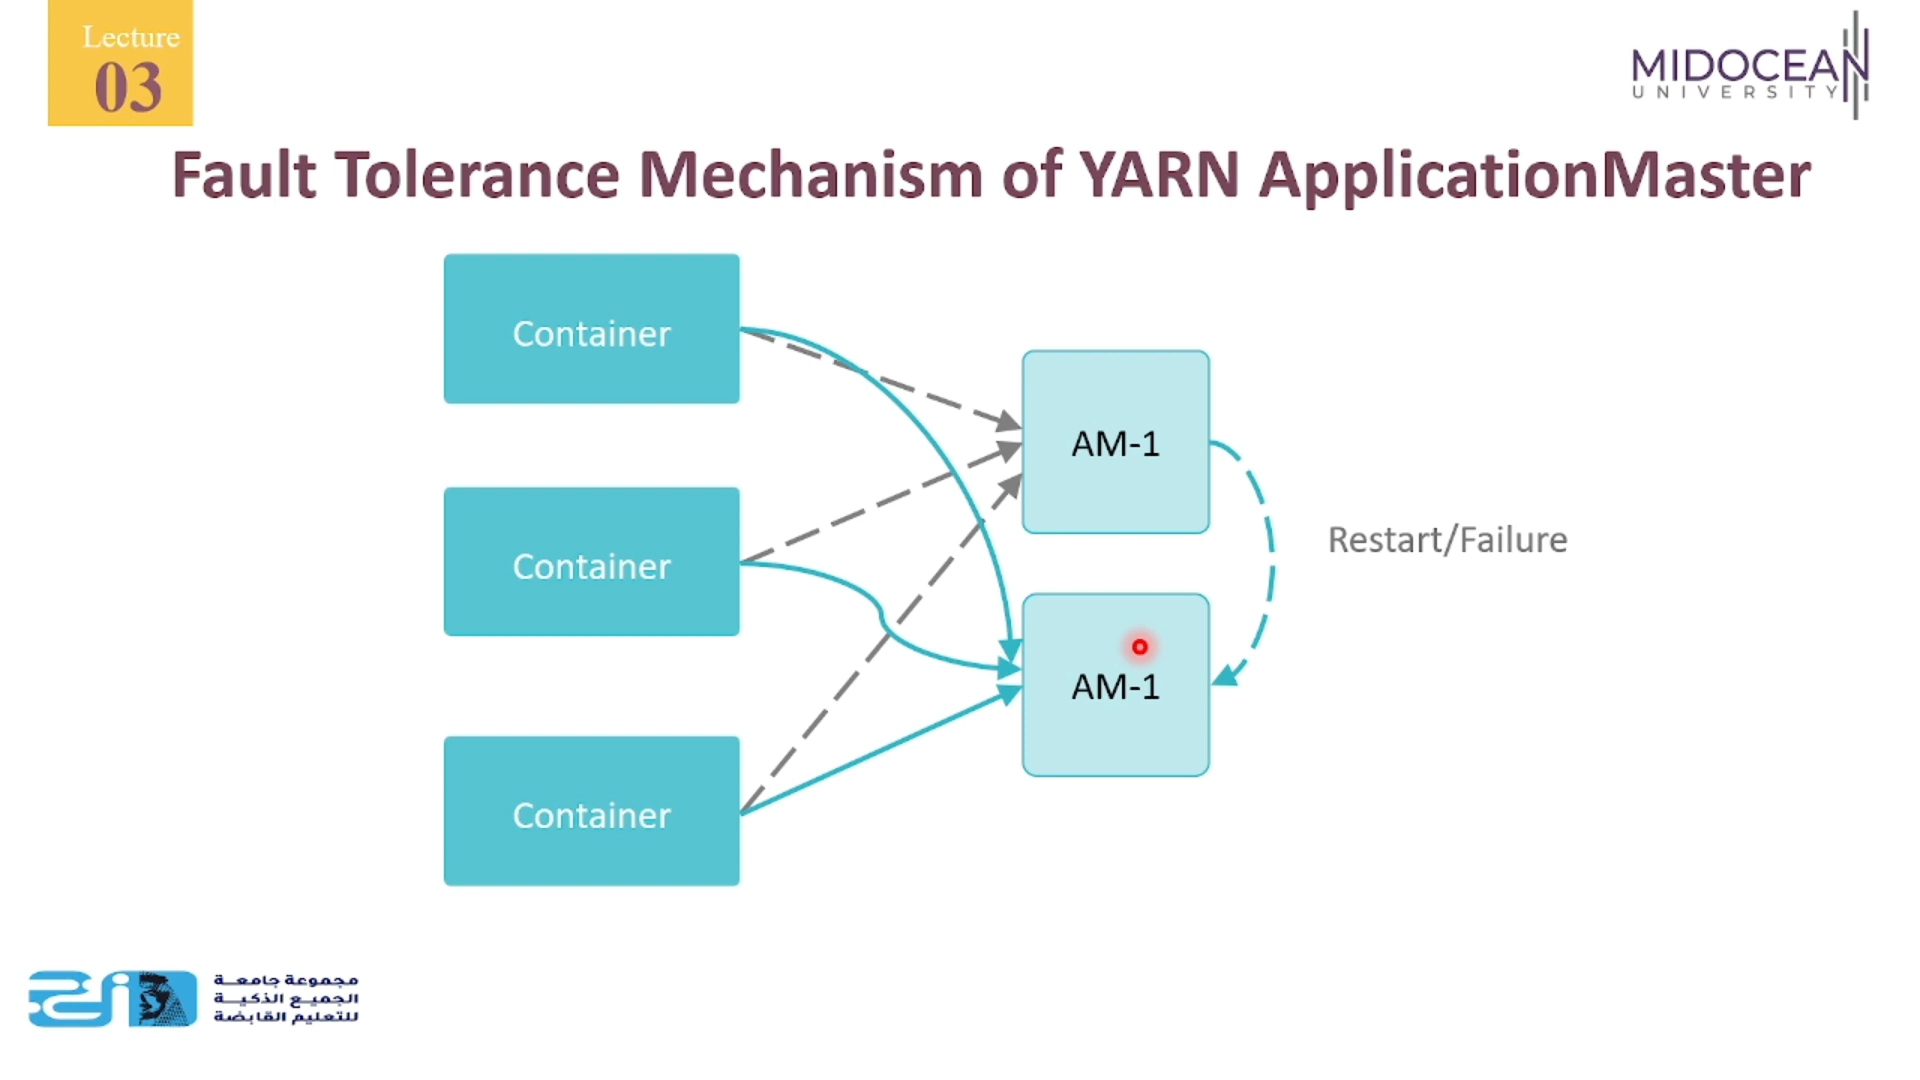 Lecture
03
MIDOCEAN
UNIVERSITY
Fault Tolerance Mechanism of YARN ApplicationMaster
Container
Container
Container
AM-1
AM-1
Restart/Failure
مجموعة جامعة
الجميع الذكية
للتعليم القابضة